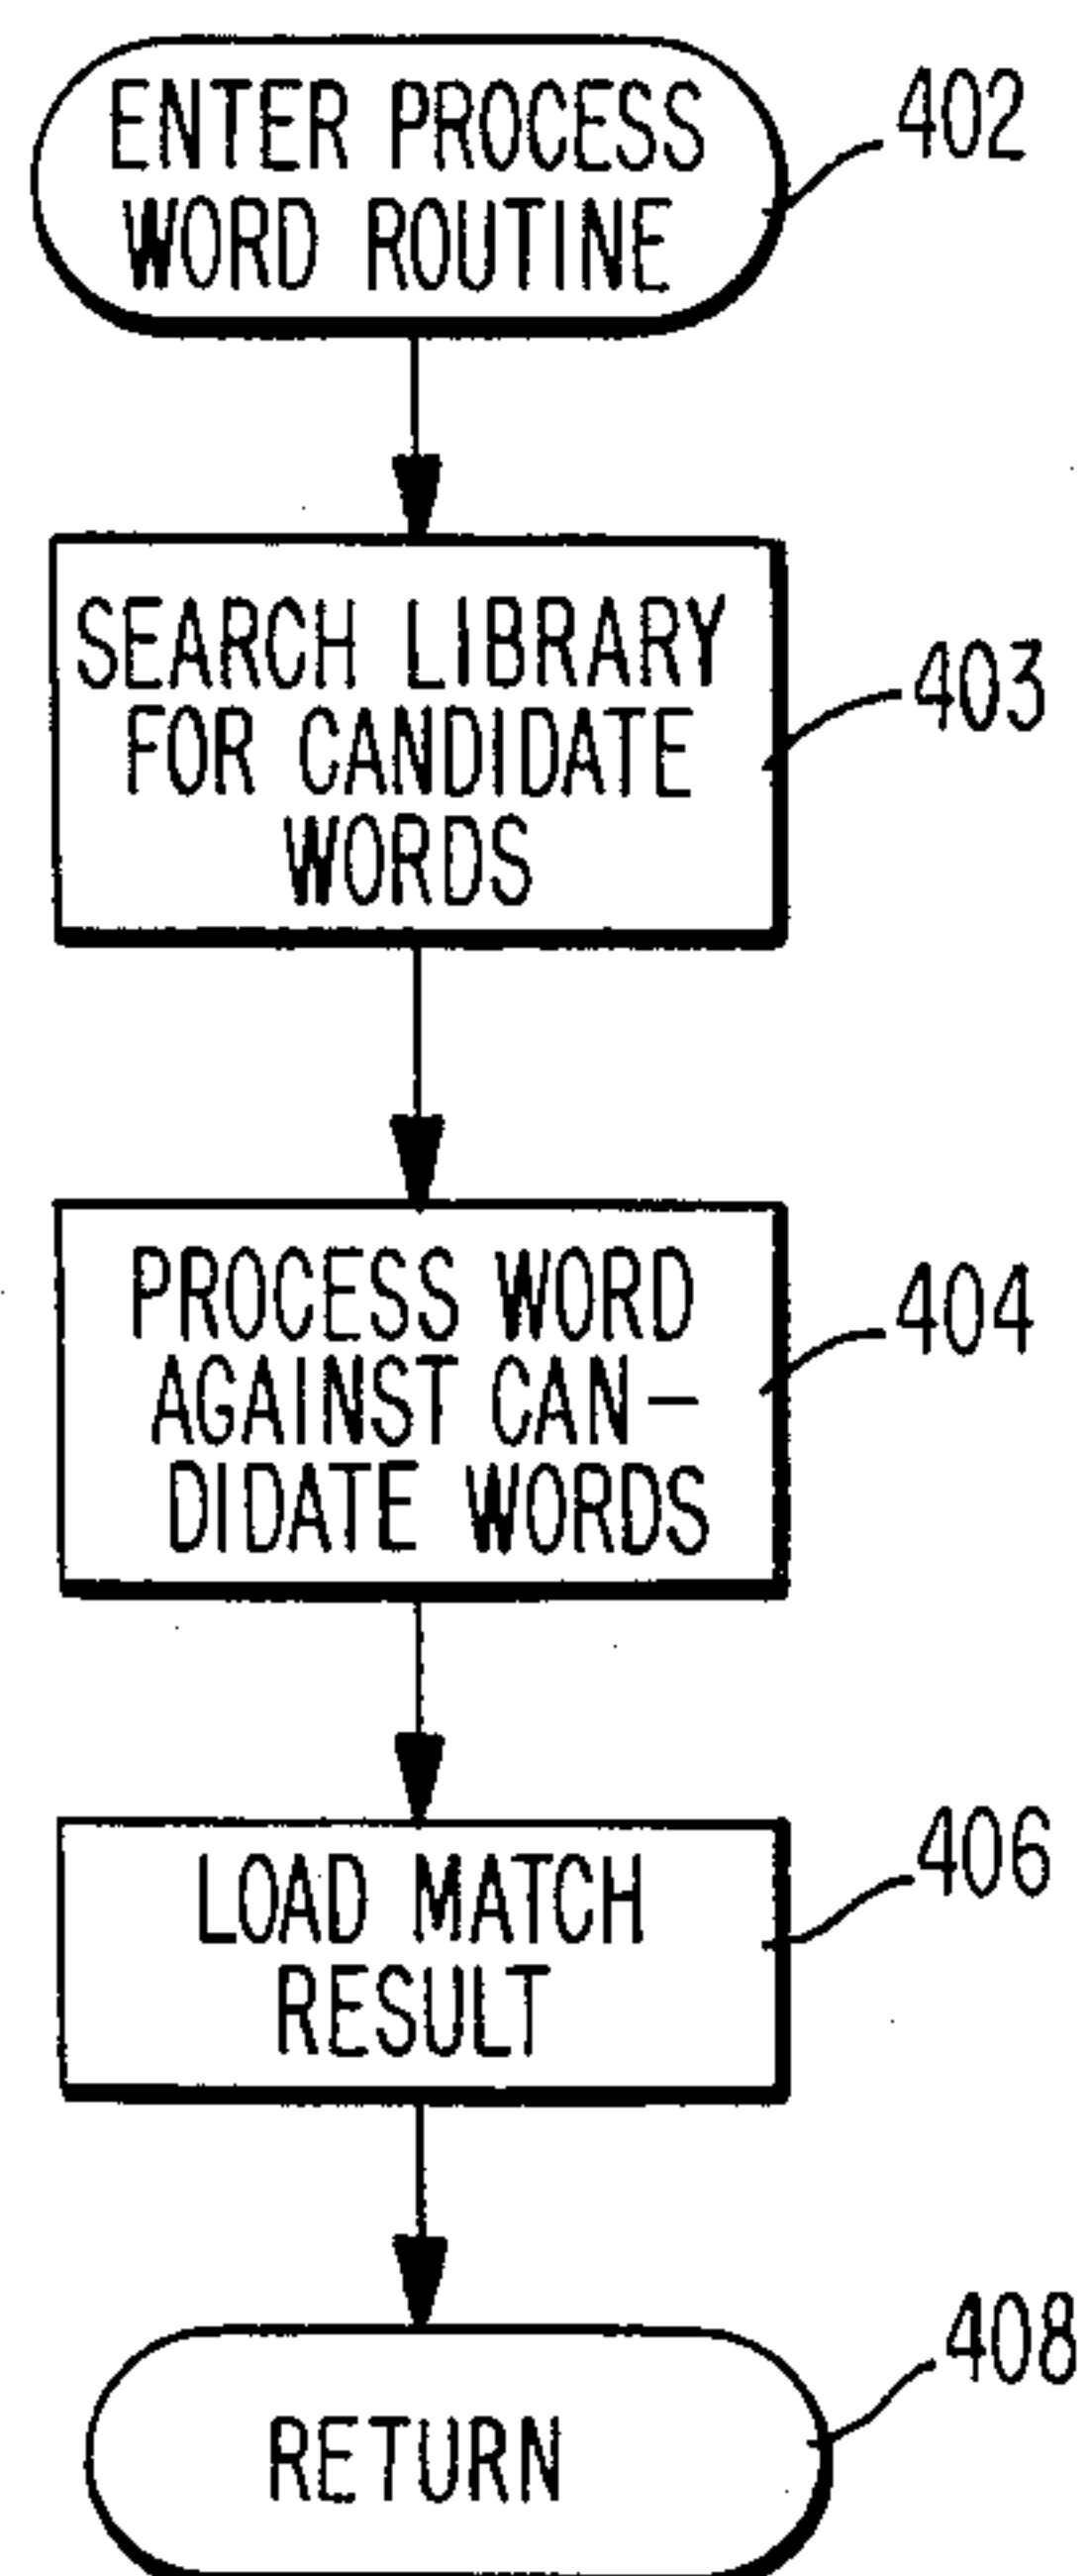 ENTER PROCESS
WORD ROUTINE
402
SEARCH LIBRARY
FOR CANDIDATE
WORDS
403
PROCESS WORD
AGAINST CAN-
DIDATE WORDS
404
LOAD MATCH
RESULT
406
RETURN
408